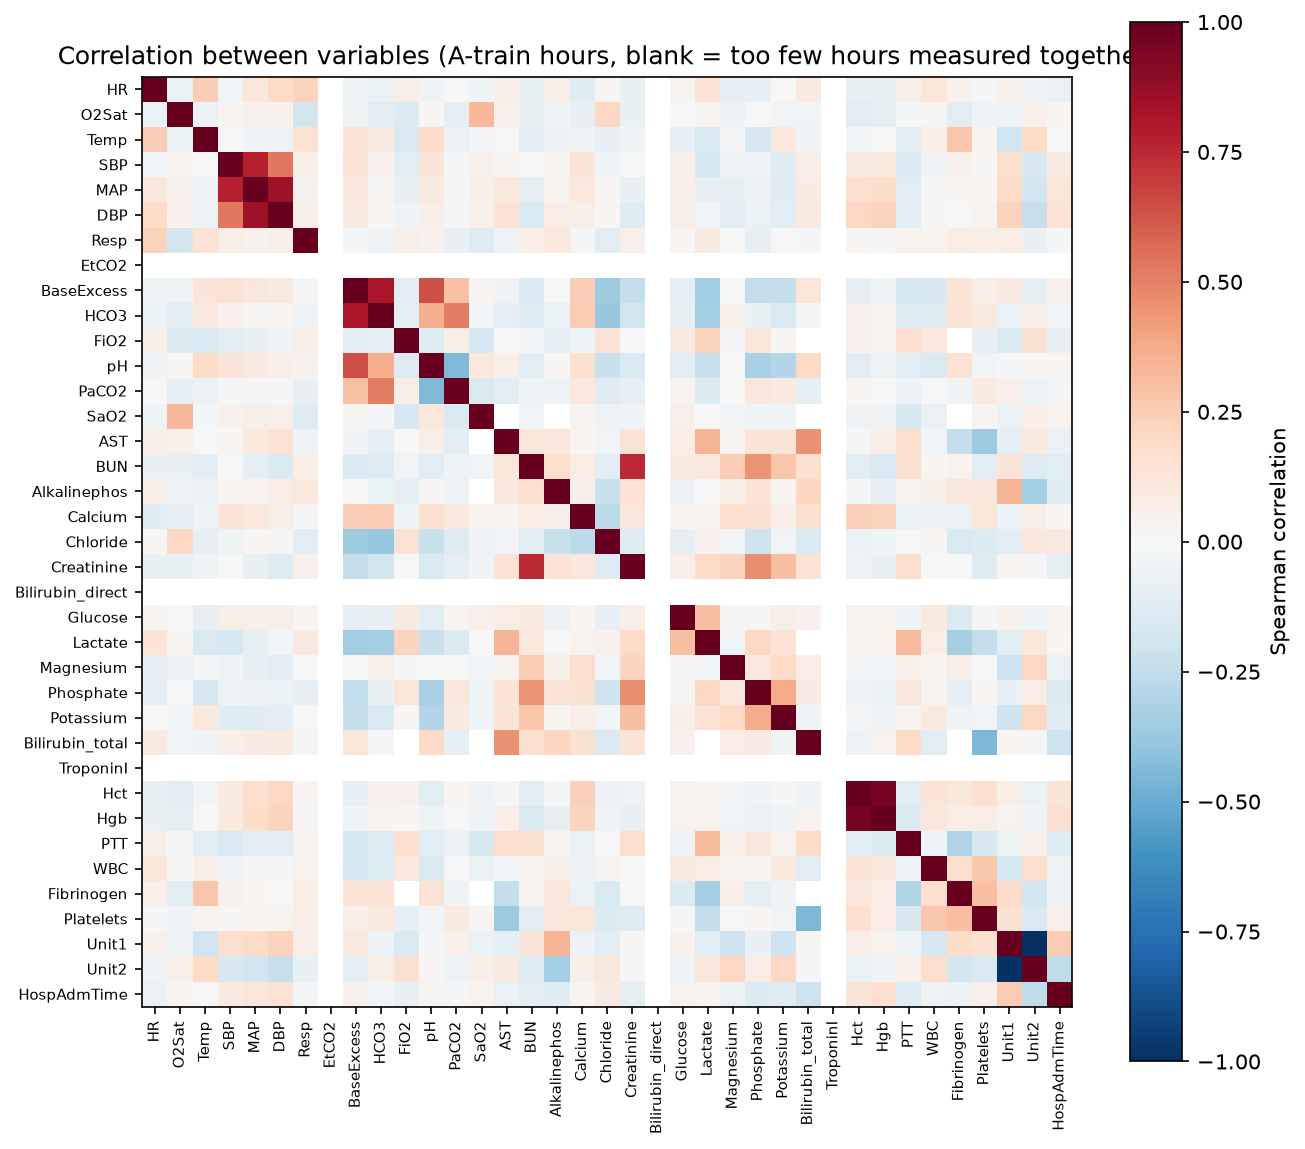 Correlation between variables (A-train hours, blank = too few hours measured togethe
HR
O2Sat
Temp
SBP
MAP
DBP
Resp
EtCO2
BaseExcess
HCO3
FiO2
pH
PaCO2
SaO2
AST
BUN
Alkalinephos
Calcium
Chloride
Creatinine
Bilirubin_direct
Glucose
Lactate
Magnesium
Phosphate
Potassium
Bilirubin_total
TroponinI
Hct
Hgb
PTT
WBC
Fibrinogen
Platelets
Unit1
Unit2
HospAdmTime
HR
O2Sat
Temp
SBP
MAP
DBP
Resp
EtCO2
BaseExcess
HCO3
FiO2
pH
PaCO2
SaO2
AST
BUN
Alkalinephos
Calcium
Chloride
Creatinine
Bilirubin_direct
Glucose
Lactate
Magnesium
Phosphate
Potassium
Bilirubin_total
TroponinI
Hct
Hgb
PTT
WBC
Fibrinogen
Platelets
Unit1
Unit2
HospAdmTime
1.00
0.75
0.50
0.25
0.00
−0.25
−0.50
−0.75
−1.00
Spearman correlation